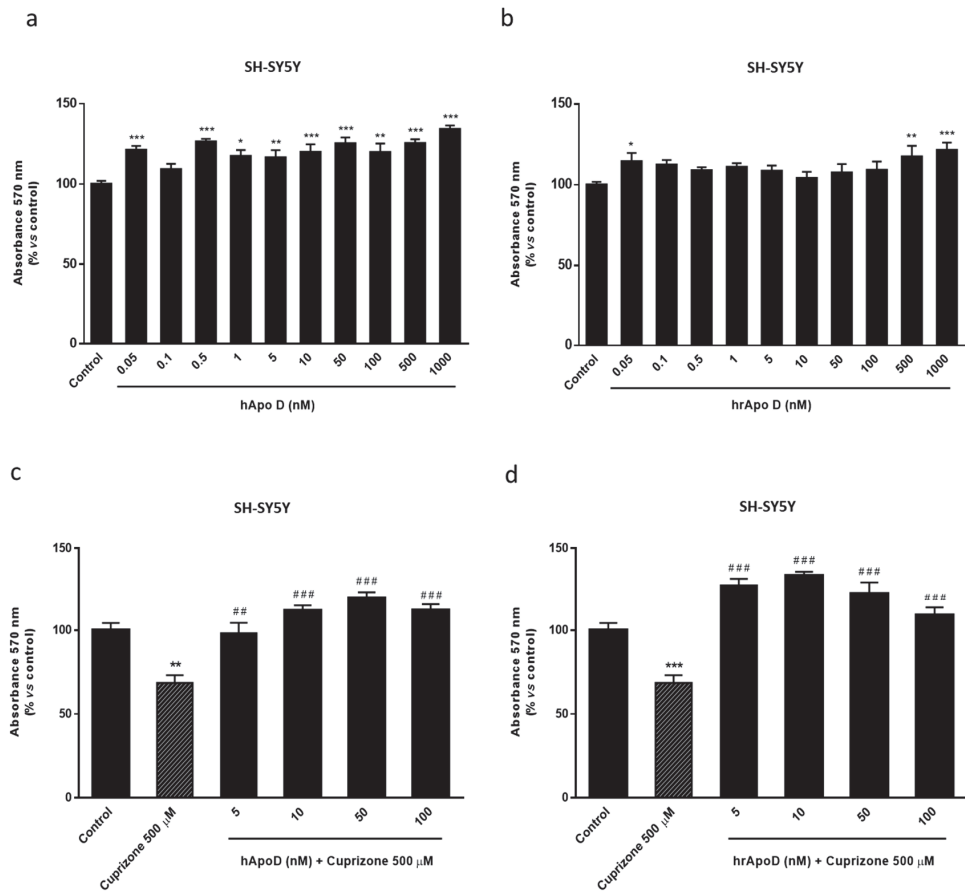 a
SH-SY5Y
Absorbance 570 nm
(% vs control)
150
100
50
0
***
***
*
**
***
***
**
***
***
Control
0.05
0.1
0.5
1
5
10
50
100
500
1000
hApo D (nM)
b
SH-SY5Y
Absorbance 570 nm
(% vs control)
150
100
50
0
*
**
***
Control
0.05
0.1
0.5
1
5
10
50
100
500
1000
hrApo D (nM)
c
SH-SY5Y
Absorbance 570 nm
(% vs control)
150
100
50
0
**
##
###
###
###
Control
Cuprizone 500 μM
5
10
50
100
hApoD (nM) + Cuprizone 500 μM
d
SH-SY5Y
Absorbance 570 nm
(% vs control)
150
100
50
0
***
###
###
###
###
Control
Cuprizone 500 μM
5
10
50
100
hrApoD (nM) + Cuprizone 500 μM